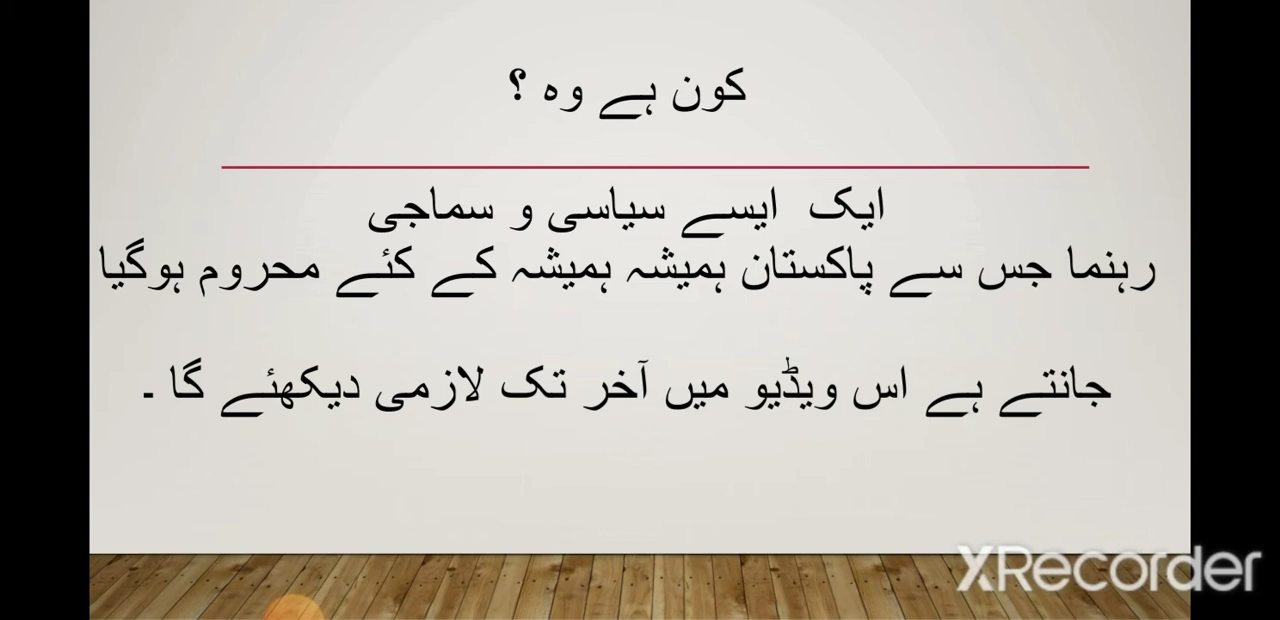 کون ہے وہ ؟
ایک ایسے سیاسی و سماجی
رہنما جس سے پاکستان ہمیشہ ہمیشہ کے کئے محروم ہوگیا
جانتے ہے اس ویڈیو میں آخر تک لازمی دیکھئے گا ۔
XRecorder